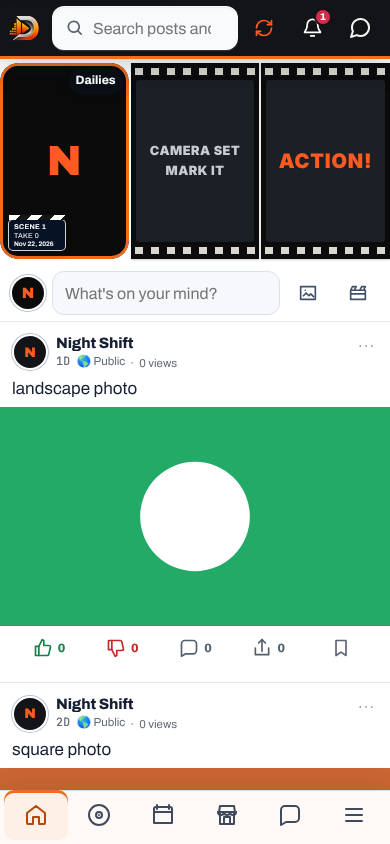 Search posts and
1
Dailies
N
SCENE 1
TAKE 0
Nov 22, 2026
CAMERA SET
MARK IT
ACTION!
N
What's on your mind?
N
Night Shift
...
1D 🌎 Public · 0 views
landscape photo
0
0
0
0
N
Night Shift
...
2D 🌎 Public · 0 views
square photo